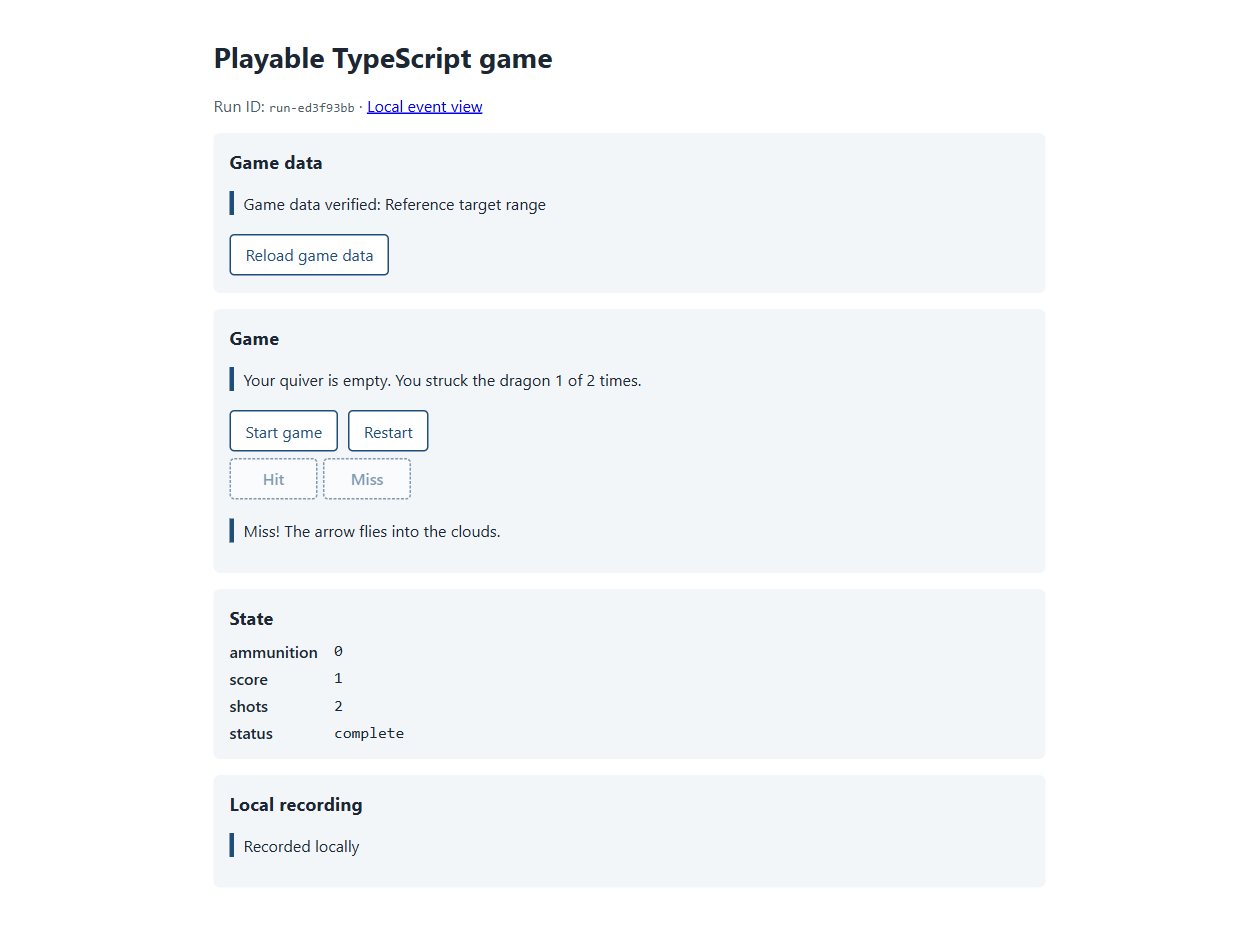 Playable TypeScript game
Run ID: run-ed3f93bb · Local event view
Game data
Game data verified: Reference target range
Reload game data
Game
Your quiver is empty. You struck the dragon 1 of 2 times.
Start game Restart
Hit Miss
Miss! The arrow flies into the clouds.
State
ammunition 0
score 1
shots 2
status complete
Local recording
Recorded locally